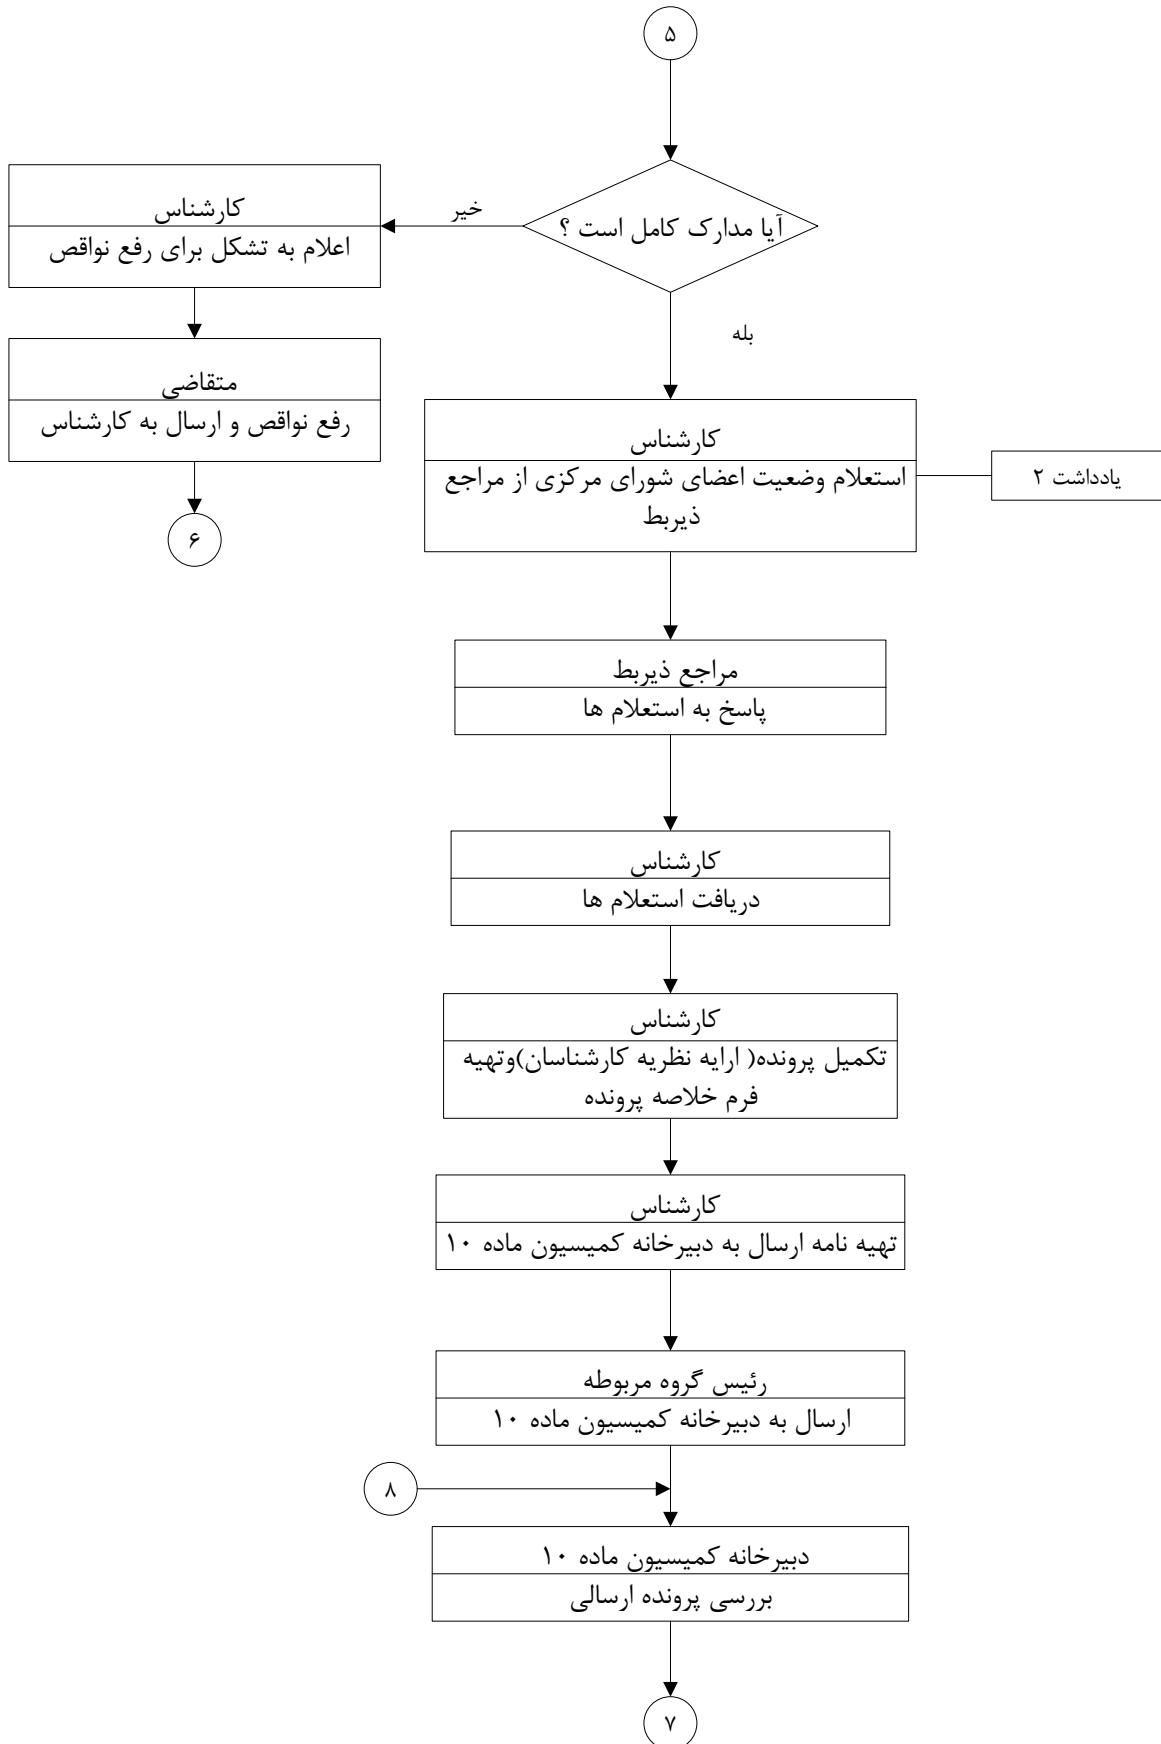 ۵
آیا مدارک کامل است ؟
خیر
کارشناس
اعلام به تشکل برای رفع نواقص
متقاضی
رفع نواقص و ارسال به کارشناس
۶
بله
کارشناس
استعلام وضعیت اعضای شورای مرکزی از مراجع
ذیربط
یادداشت ۲
مراجع ذیربط
پاسخ به استعلام ها
کارشناس
دریافت استعلام ها
کارشناس
تکمیل پرونده( ارایه نظریه کارشناسان)وتهیه
فرم خلاصه پرونده
کارشناس
تهیه نامه ارسال به دبیرخانه کمیسیون ماده ۱۰
رئیس گروه مربوطه
ارسال به دبیرخانه کمیسیون ماده ۱۰
۸
دبیرخانه کمیسیون ماده ۱۰
بررسی پرونده ارسالی
۷